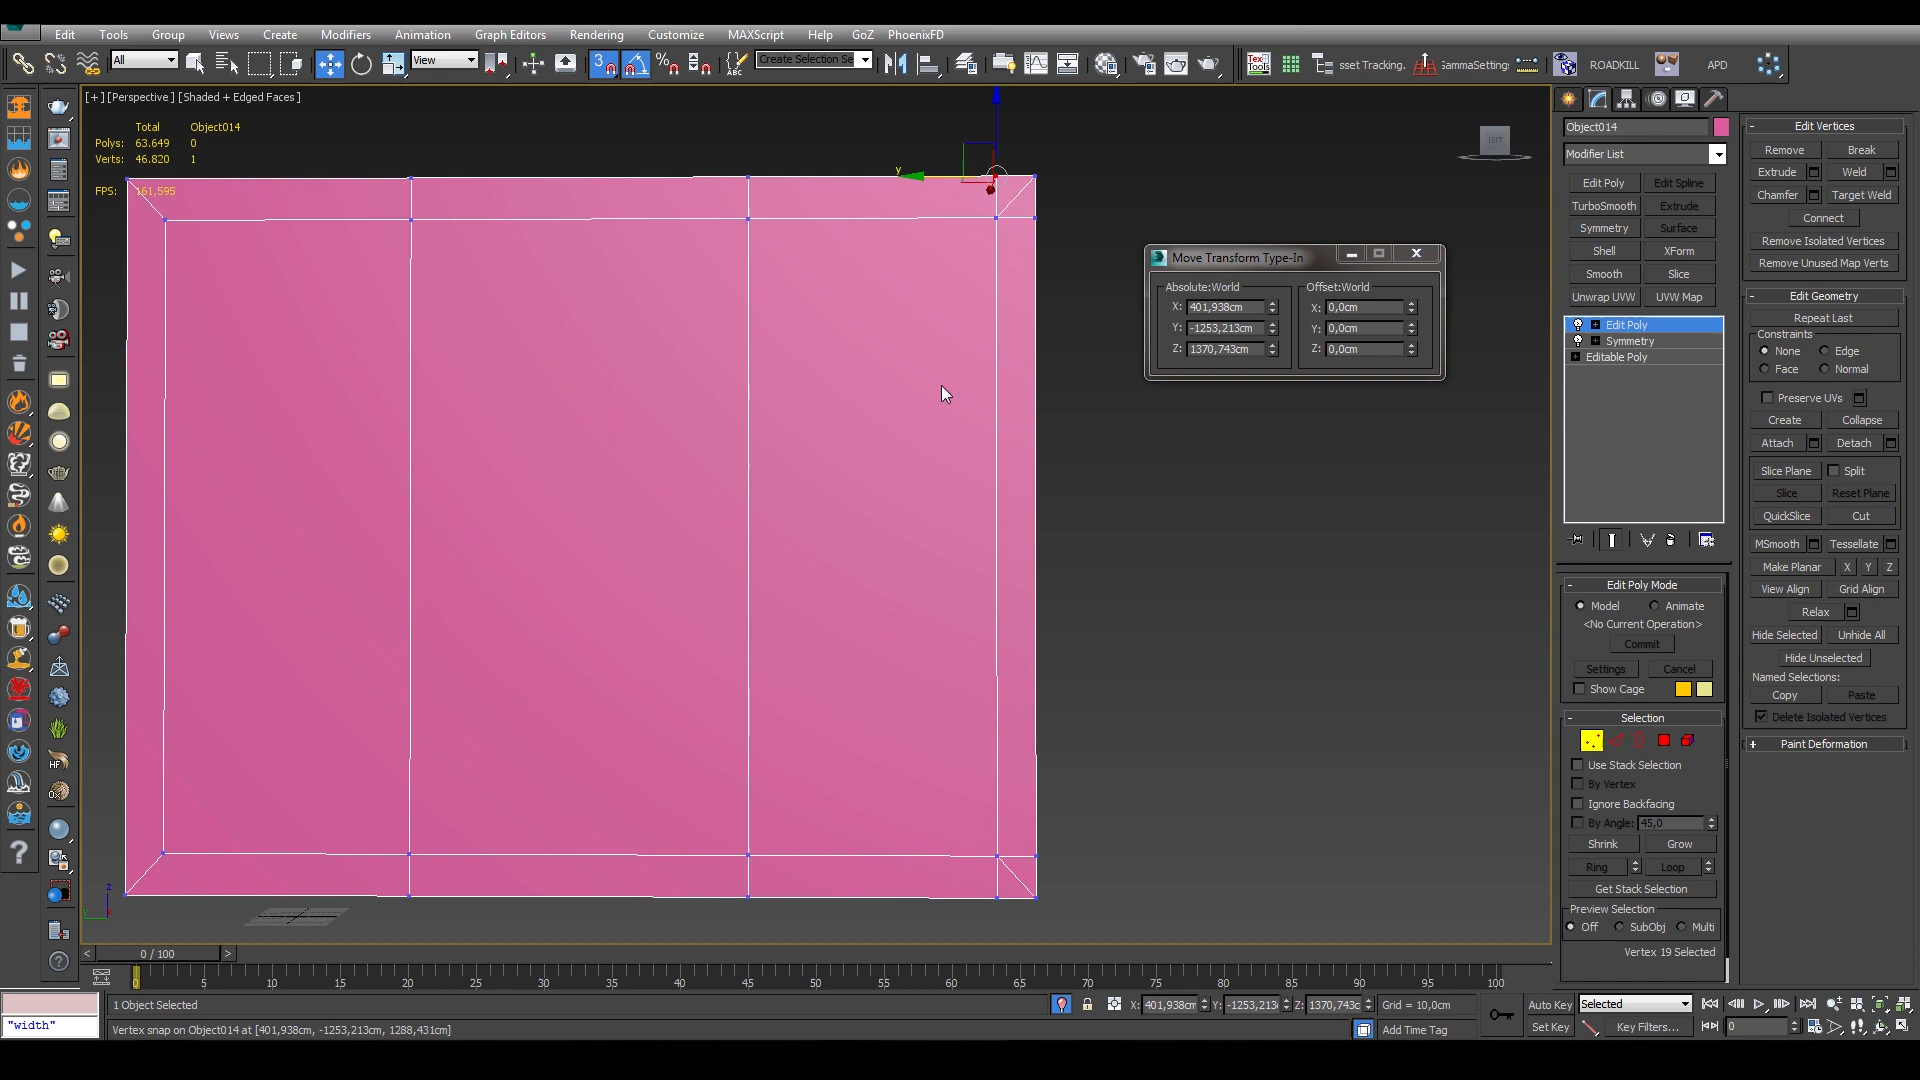 Edit Tools Group Views Create Modifiers Animation Graph Editors Rendering Customize MAXScript Help GoZ PhoenixFD
All View Create Selection Se sset Tracking. GammaSetting: ROADKILL APD
[+] [Perspective] [Shaded + Edged Faces]
Total Object014
Polys: 63.649 0
Verts: 46.820 1
FPS: 161,595
LEFT
Move Transform Type-In
Absolute:World Offset:World
X: 401,938cm X: 0,0cm
Y: -1253,213cm Y: 0,0cm
Z: 1370,743cm Z: 0,0cm
Object014
Modifier List
Edit Poly Edit Spline
TurboSmooth Extrude
Symmetry Surface
Shell XForm
Smooth Slice
Unwrap UVW UVW Map
Edit Poly
Symmetry
Editable Poly
Edit Poly Mode
Model Animate
<No Current Operation>
Commit
Settings Cancel
Show Cage
Selection
Use Stack Selection
By Vertex
Ignore Backfacing
By Angle: 45,0
Shrink Grow
Ring Loop
Get Stack Selection
Preview Selection
Off SubObj Multi
Vertex 19 Selected
Edit Vertices
Remove Break
Extrude Weld
Chamfer Target Weld
Connect
Remove Isolated Vertices
Remove Unused Map Verts
Edit Geometry
Repeat Last
Constraints
None Edge
Face Normal
Preserve UVs
Create Collapse
Attach Detach
Slice Plane Split
Slice Reset Plane
QuickSlice Cut
MSmooth Tessellate
Make Planar X Y Z
View Align Grid Align
Relax
Hide Selected Unhide All
Hide Unselected
Named Selections:
Copy Paste
Delete Isolated Vertices
Paint Deformation
0 / 100
0 5 10 15 20 25 30 35 40 45 50 55 60 65 70 75 80 85 90 95 100
1 Object Selected X: 401,938cm Y: -1253,213 Z: 1370,743c Grid = 10,0cm Auto Key Selected
"width" Vertex snap on Object014 at [401,938cm, -1253,213cm, 1288,431cm] Add Time Tag Set Key Key Filters... 0